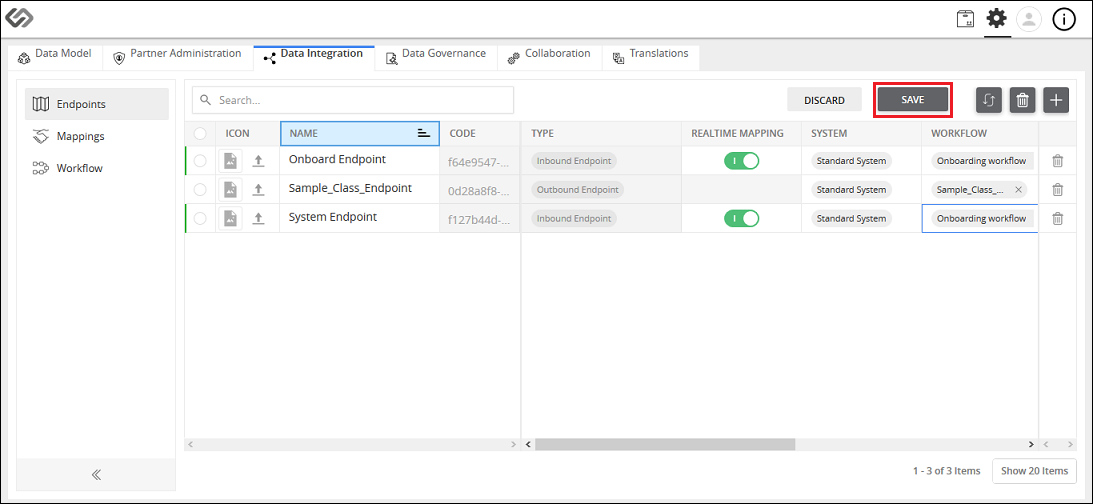 Data Model
Partner Administration
Data Integration
Data Governance
Collaboration
Translations
Endpoints
Mappings
Workflow
Search...
DISCARD
SAVE
ICON NAME CODE TYPE REALTIME MAPPING SYSTEM WORKFLOW
Onboard Endpoint f64e9547-... Inbound Endpoint Standard System Onboarding workflow
Sample_Class_Endpoint 0d28a8f8-... Outbound Endpoint Standard System Sample_Class_... ×
System Endpoint f127b44d-... Inbound Endpoint Standard System Onboarding workflow
1 - 3 of 3 Items
Show 20 Items